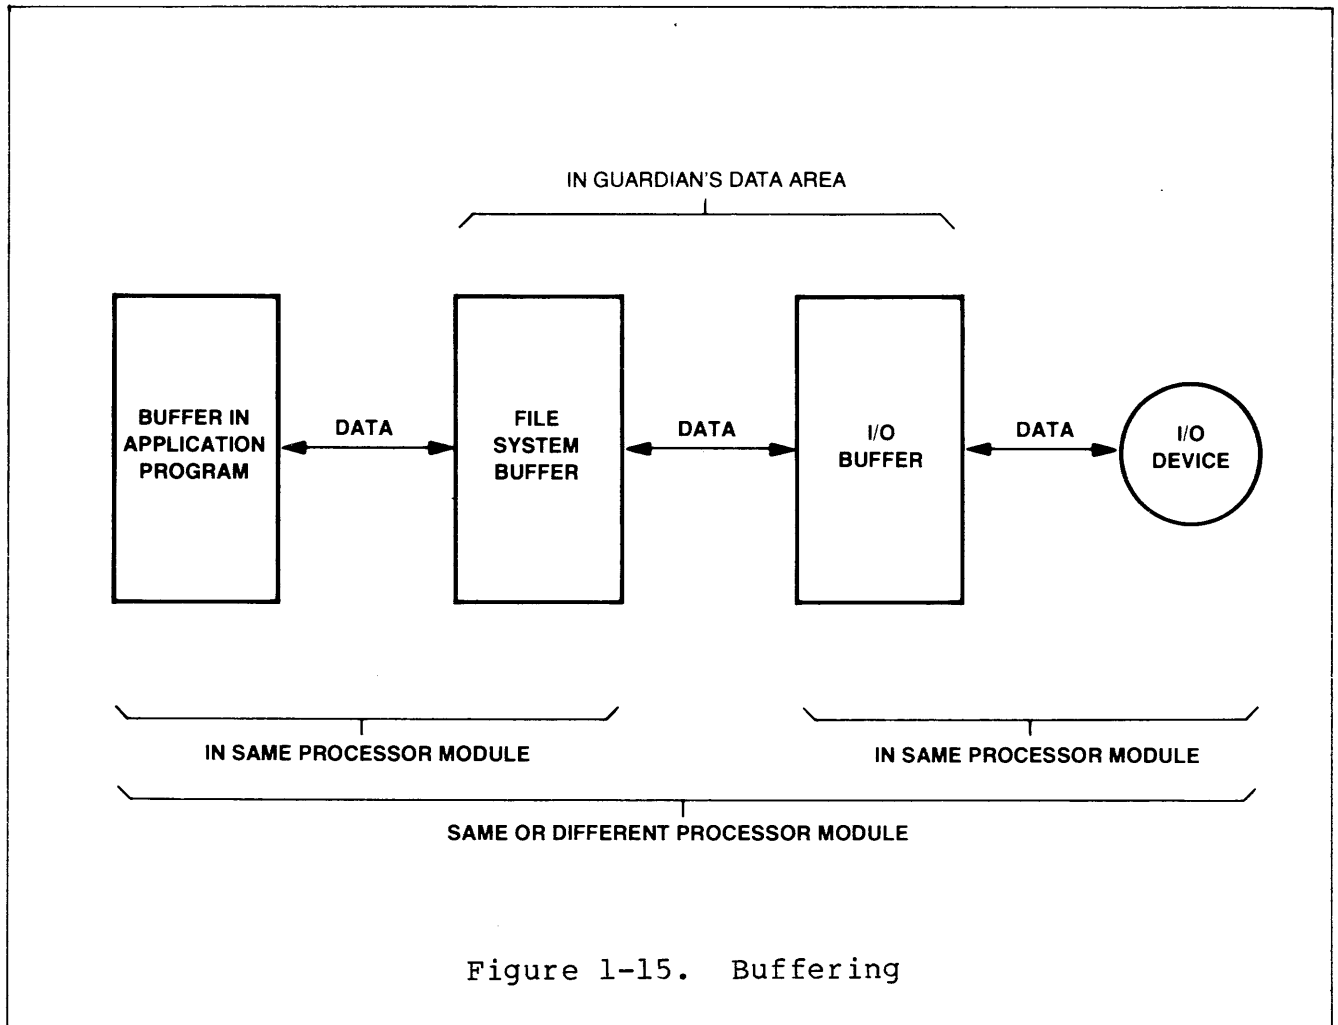 IN GUARDIAN'S DATA AREA
BUFFER IN
APPLICATION
PROGRAM
DATA
FILE
SYSTEM
BUFFER
DATA
I/O
BUFFER
DATA
I/O
DEVICE
IN SAME PROCESSOR MODULE
IN SAME PROCESSOR MODULE
SAME OR DIFFERENT PROCESSOR MODULE
Figure 1-15. Buffering